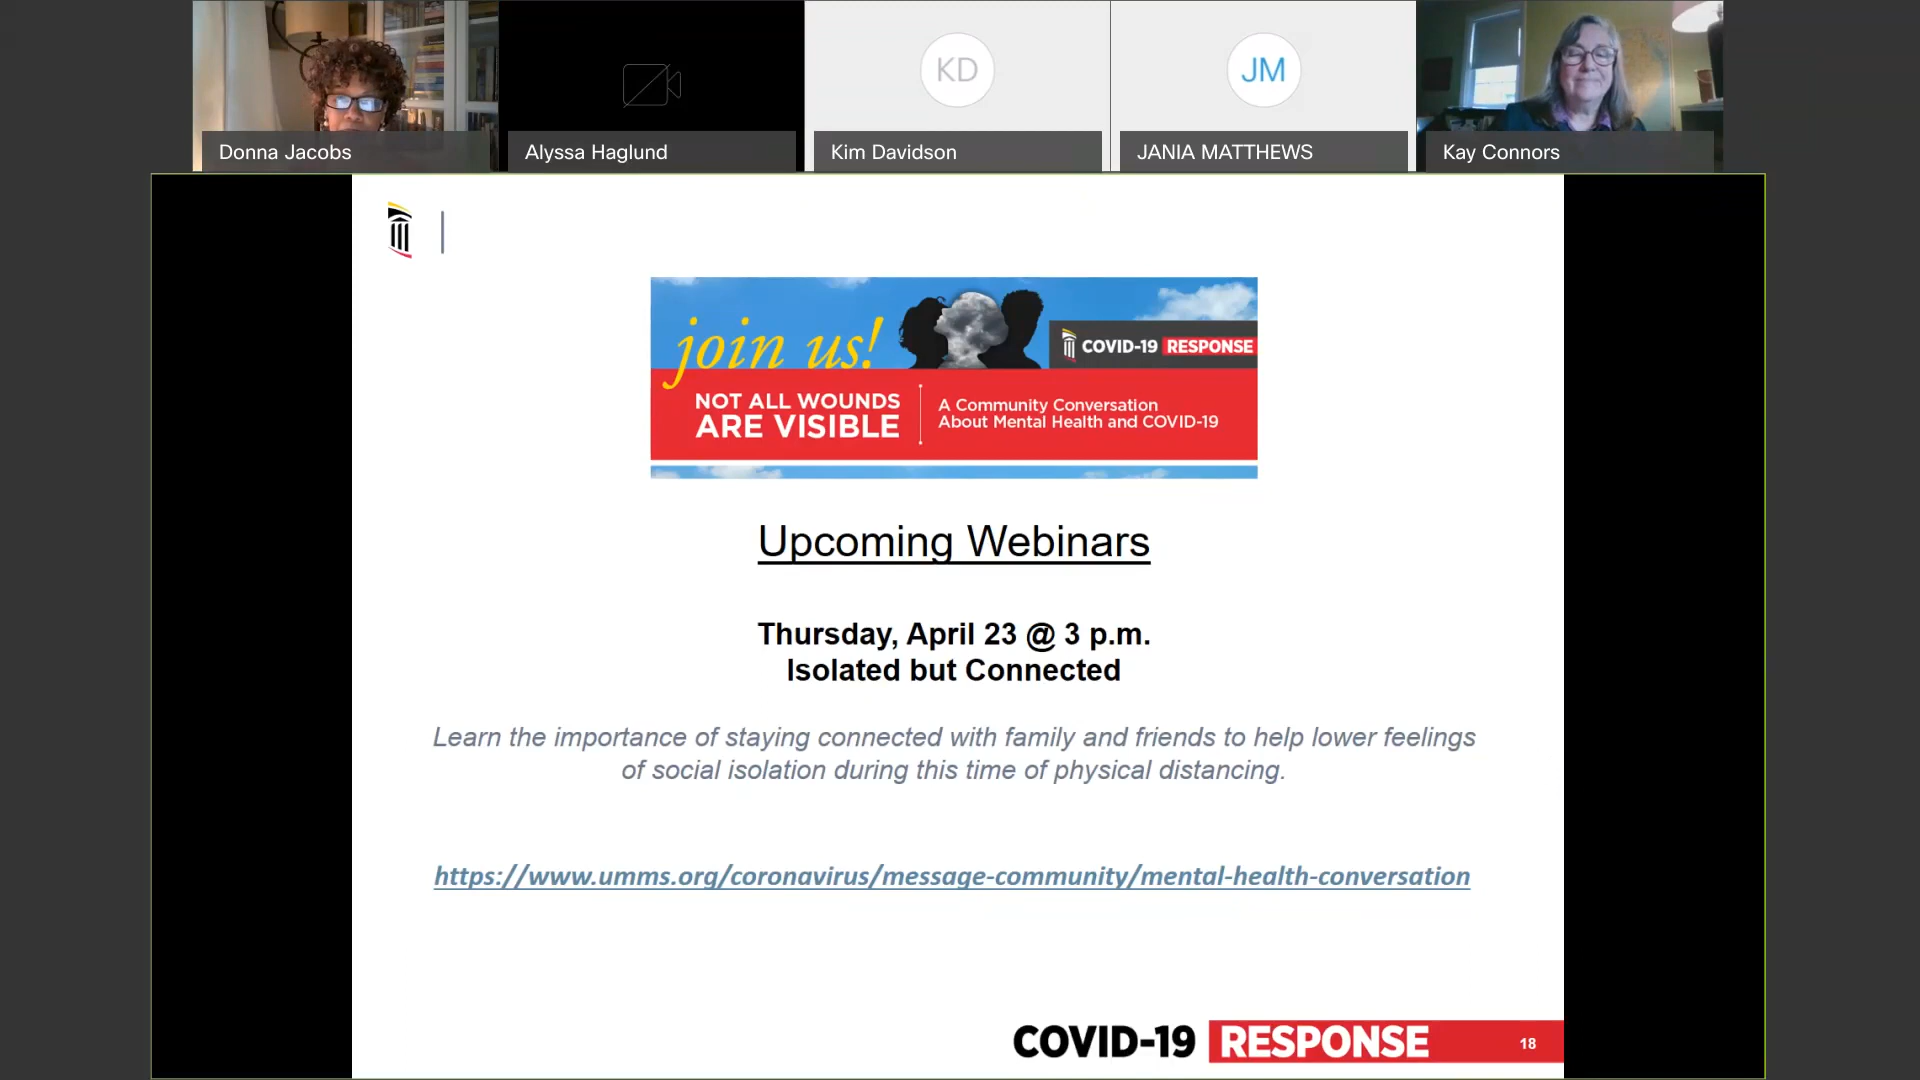 KD
JM
Donna Jacobs
Alyssa Haglund
Kim Davidson
JANIA MATTHEWS
Kay Connors
join us!
COVID-19 RESPONSE
NOT ALL WOUNDS
ARE VISIBLE
A Community Conversation
About Mental Health and COVID-19
Upcoming Webinars
Thursday, April 23 @ 3 p.m.
Isolated but Connected
Learn the importance of staying connected with family and friends to help lower feelings
of social isolation during this time of physical distancing.
https://www.umms.org/coronavirus/message-community/mental-health-conversation
COVID-19 RESPONSE
18